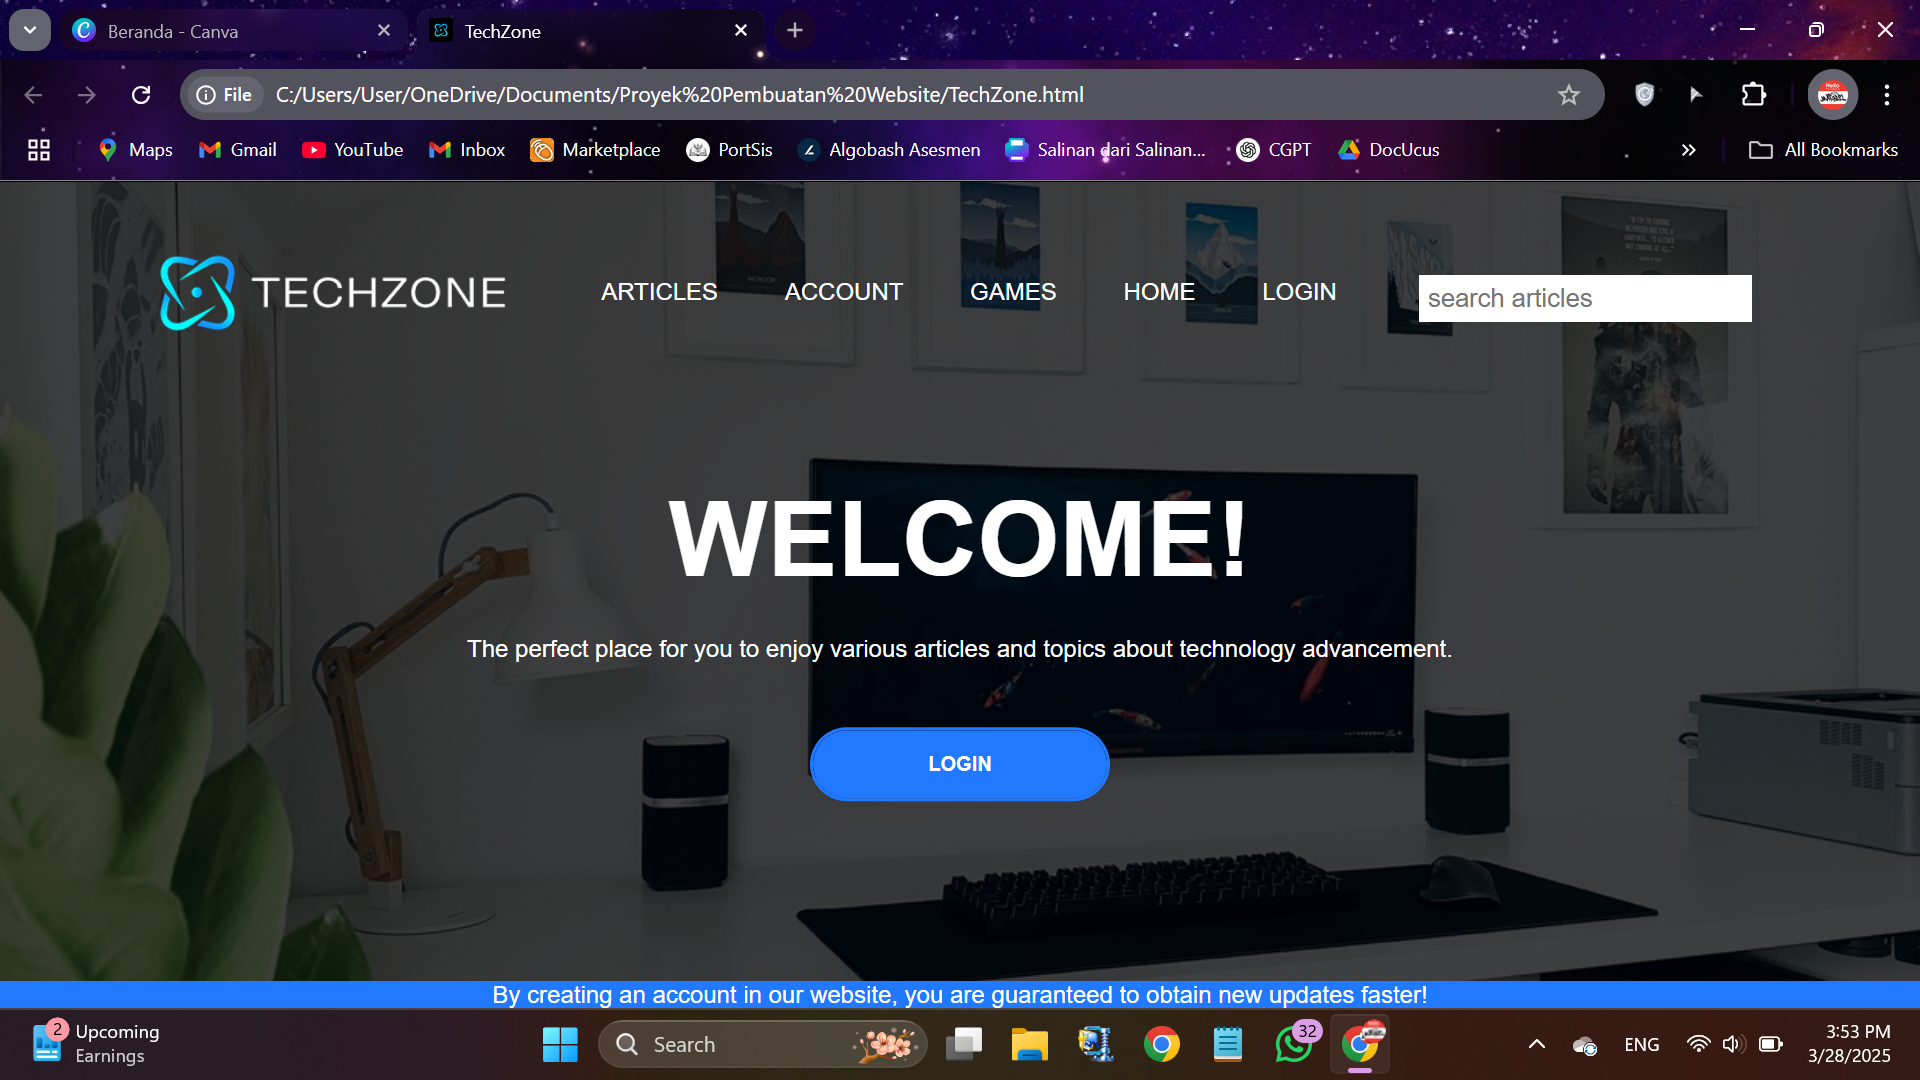 Beranda - Canva
TechZone
File
C:/Users/User/OneDrive/Documents/Proyek%20Pembuatan%20Website/TechZone.html
Maps
Gmail
YouTube
Inbox
Marketplace
PortSis
Algobash Asesmen
Salinan dari Salinan...
CGPT
DocUcus
All Bookmarks
TECHZONE
ARTICLES
ACCOUNT
GAMES
HOME
LOGIN
search articles
WELCOME!
The perfect place for you to enjoy various articles and topics about technology advancement.
LOGIN
By creating an account in our website, you are guaranteed to obtain new updates faster!
2
Upcoming
Earnings
Search
32
ENG
3:53 PM
3/28/2025